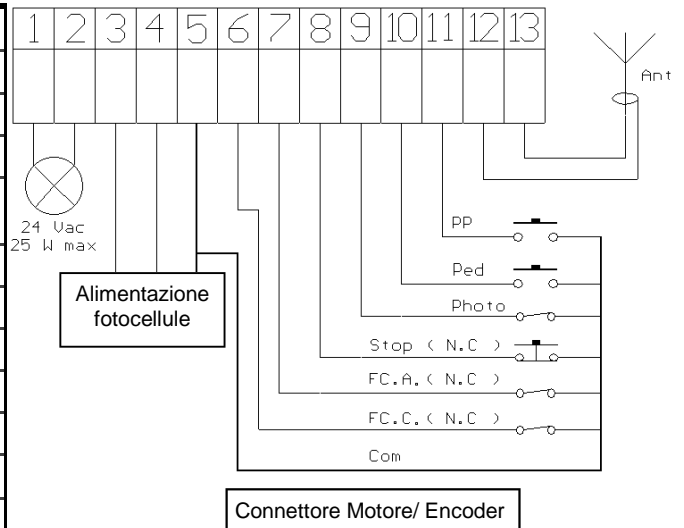 1 2 3 4 5 6 7 8 9 10 11 12 13
Ant
24 Vac
25 W max
PP
Ped
Alimentazione
fotocellule
Photo
Stop ( N.C )
FC.A. ( N.C )
FC.C. ( N.C )
Com
Connettore Motore/ Encoder